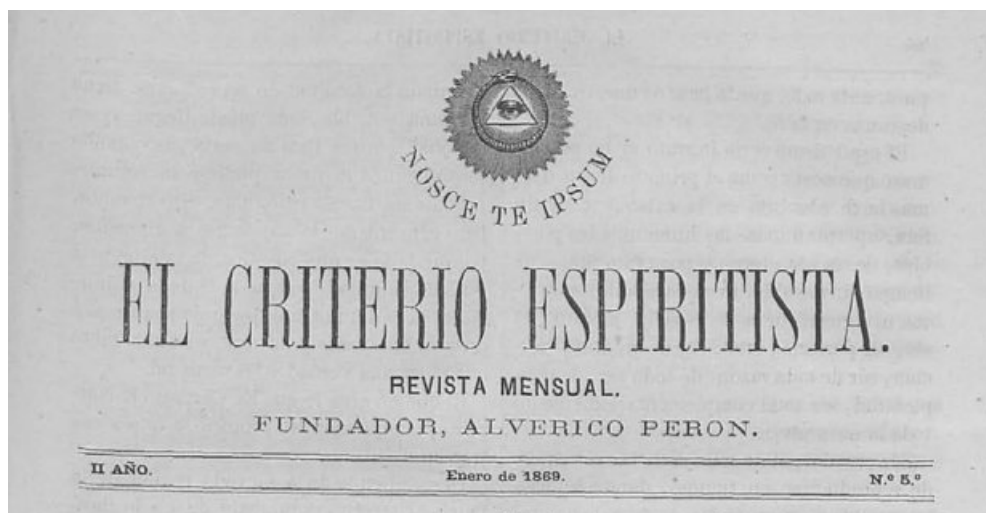 NOSCE TE IPSUM
EL CRITERIO ESPIRITISTA.
REVISTA MENSUAL.
FUNDADOR, ALVERICO PERON.
II AÑO. Enero de 1869. N.º 5.º